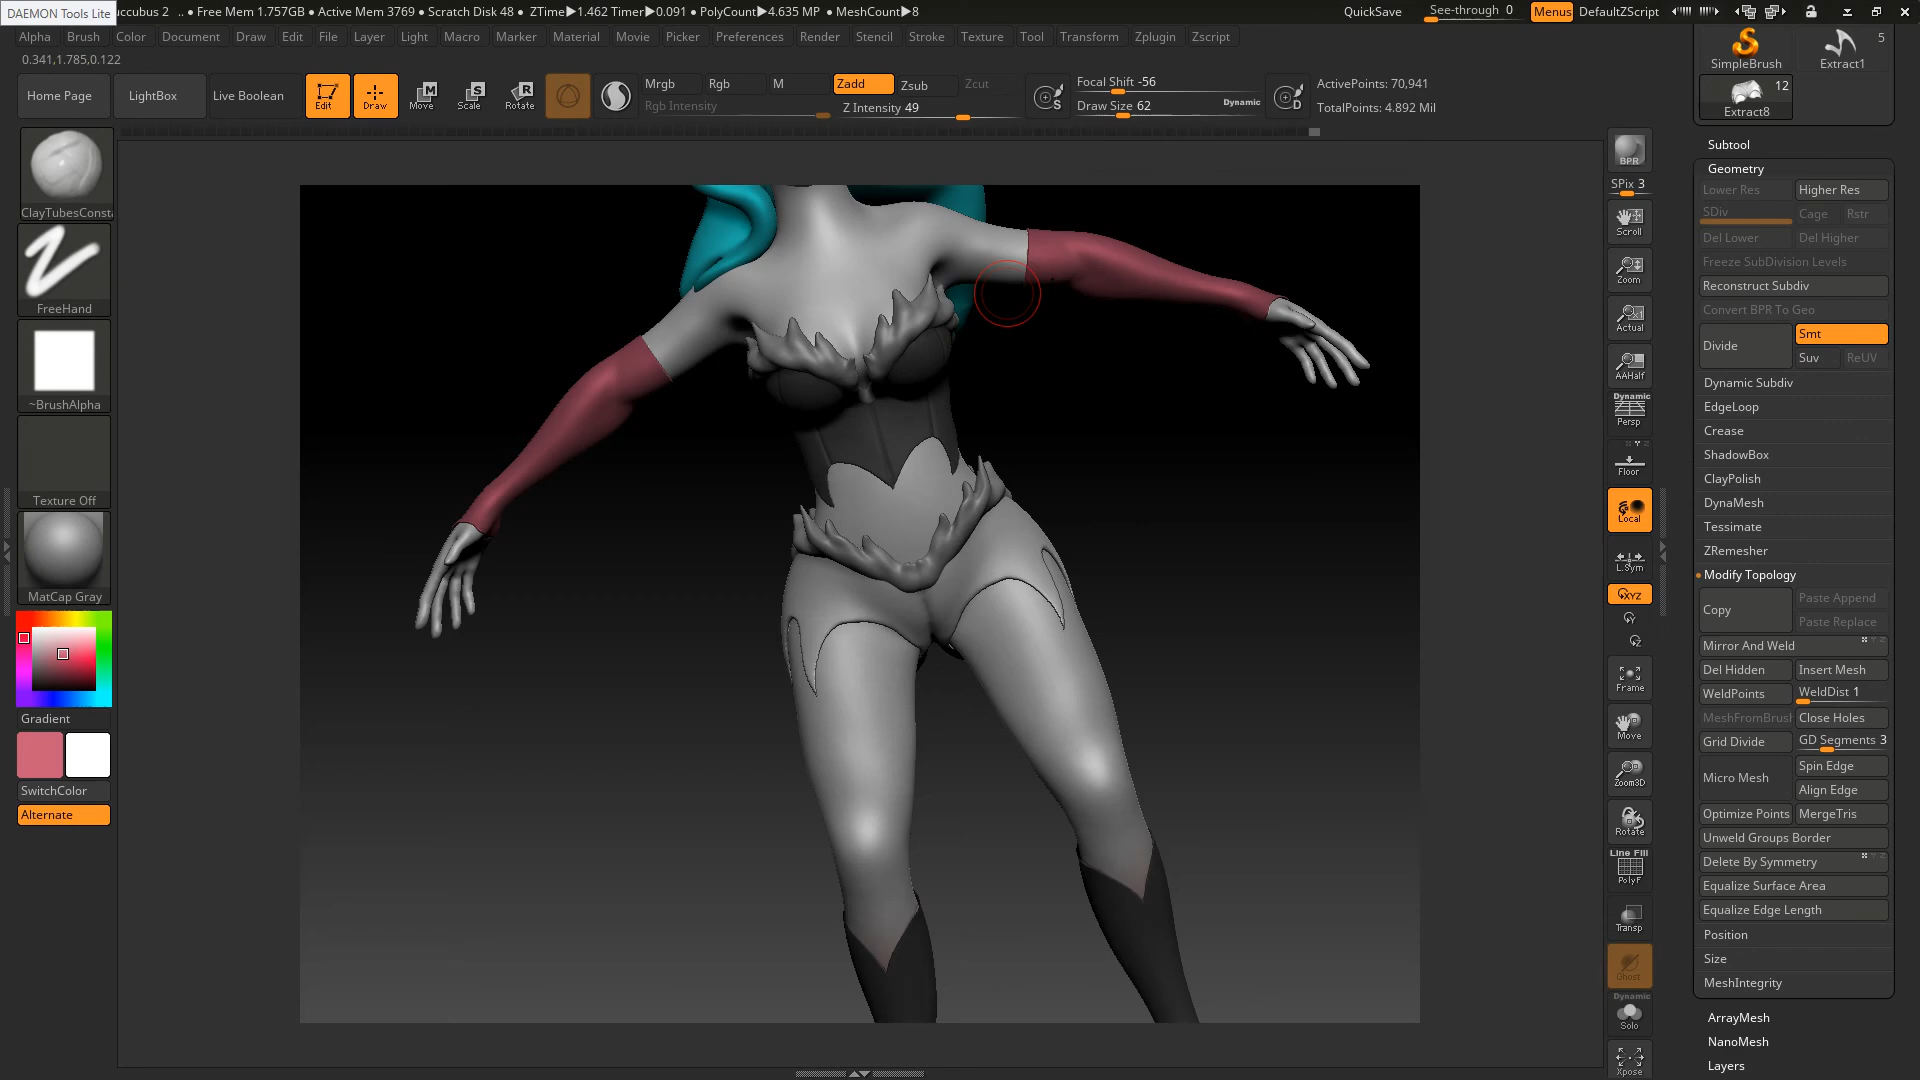 DAEMON Tools Lite
uccubus 2 .. • Free Mem 1.757GB • Active Mem 3769 • Scratch Disk 48 • ZTime▶1.462 Timer▶0.091 • PolyCount▶4.635 MP • MeshCount▶8
QuickSave
See-through 0
Menus
DefaultZScript
Alpha Brush Color Document Draw Edit File Layer Light Macro Marker Material Movie Picker Preferences Render Stencil Stroke Texture Tool Transform Zplugin Zscript
0.341,1.785,0.122
Home Page
LightBox
Live Boolean
Edit
Draw
Move
Scale
Rotate
Mrgb Rgb M
Rgb Intensity
Zadd Zsub Zcut
Z Intensity 49
S
Focal Shift -56
Draw Size 62
Dynamic
D
ActivePoints: 70,941
TotalPoints: 4.892 Mil
ClayTubesConsta
FreeHand
~BrushAlpha
Texture Off
MatCap Gray
Gradient
SwitchColor
Alternate
BPR
SPix 3
Scroll
Zoom
Actual
AAHalf
Dynamic
Persp
Floor
Local
L.Sym
XYZ
Y
Z
Frame
Move
Zoom3D
Rotate
Line Fill
PolyF
Transp
Ghost
Dynamic
Solo
Xpose
SimpleBrush
5
Extract1
12
Extract8
Subtool
Geometry
Lower Res Higher Res
SDiv Cage Rstr
Del Lower Del Higher
Freeze SubDivision Levels
Reconstruct Subdiv
Convert BPR To Geo
Divide
Smt
Suv ReUV
Dynamic Subdiv
EdgeLoop
Crease
ShadowBox
ClayPolish
DynaMesh
Tessimate
ZRemesher
Modify Topology
Copy
Paste Append
Paste Replace
Mirror And Weld
Del Hidden Insert Mesh
WeldPoints WeldDist 1
MeshFromBrush Close Holes
Grid Divide GD Segments 3
Micro Mesh
Spin Edge
Align Edge
Optimize Points MergeTris
Unweld Groups Border
Delete By Symmetry
Equalize Surface Area
Equalize Edge Length
Position
Size
MeshIntegrity
ArrayMesh
NanoMesh
Layers